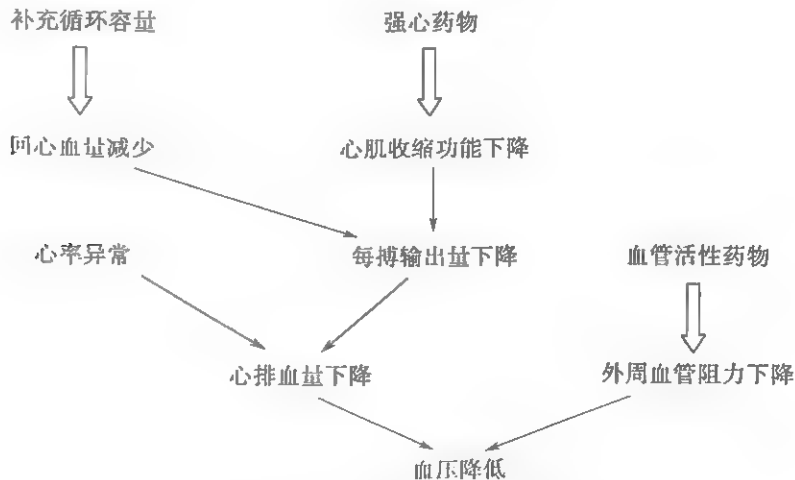 补充循环容量
强心药物
回心血量减少
心肌收缩功能下降
心率异常
每搏输出量下降
血管活性药物
心排血量下降
外周血管阻力下降
血压降低